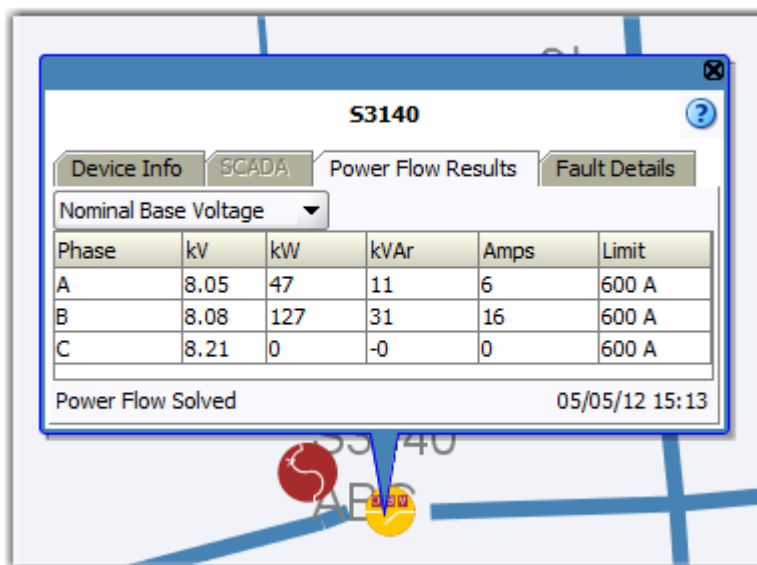 S3140
?
Device Info SCADA Power Flow Results Fault Details
Nominal Base Voltage
Phase kV kW kVAr Amps Limit
A 8.05 47 11 6 600 A
B 8.08 127 31 16 600 A
C 8.21 0 -0 0 600 A
Power Flow Solved 05/05/12 15:13
S3140
ABC